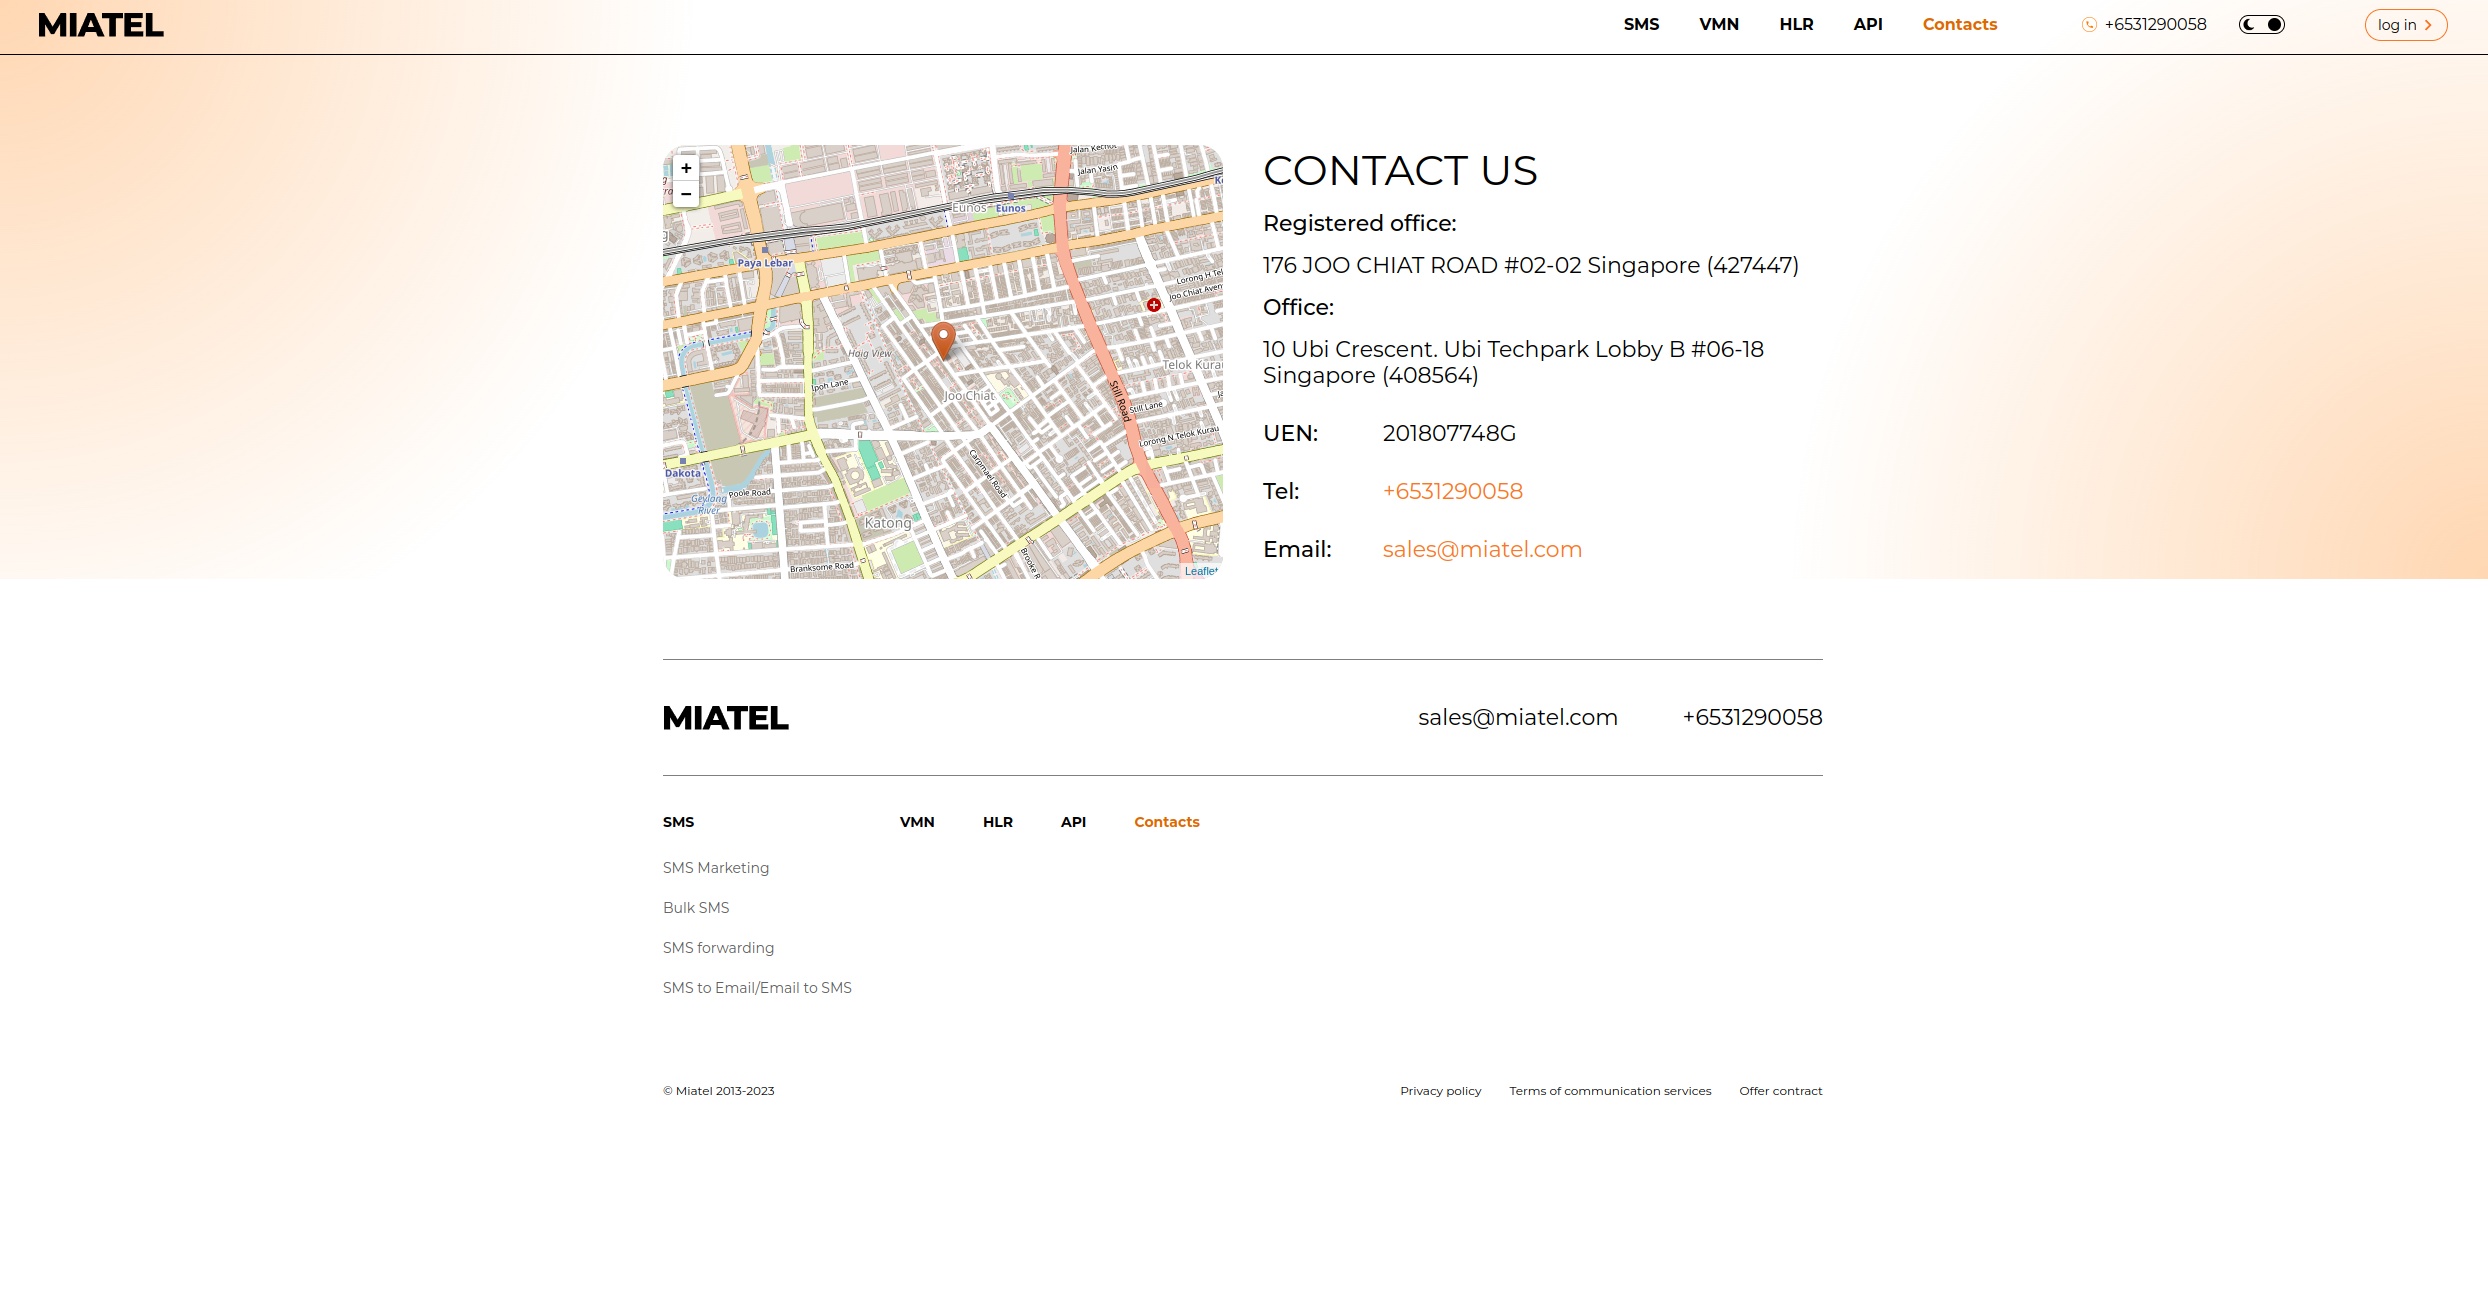 MIATEL
SMS VMN HLR API Contacts +6531290058 log in
+
−
Jalan Yasin
Eunos Eunos
Paya Lebar
Lorong H Tel
Joo Chiat Aven
Haig View
Telok Kurau
Ipoh Lane
Joo Chiat
Still Road
Still Lane
Lorong N Telok Kurau
Carpmael Road
Dakota
Poole Road
Geylang
River
Katong
Brooke R
Branksome Road
Leaflet
CONTACT US
Registered office:
176 JOO CHIAT ROAD #02-02 Singapore (427447)
Office:
10 Ubi Crescent. Ubi Techpark Lobby B #06-18
Singapore (408564)
UEN: 201807748G
Tel: +6531290058
Email: sales@miatel.com
MIATEL sales@miatel.com +6531290058
SMS VMN HLR API Contacts
SMS Marketing
Bulk SMS
SMS forwarding
SMS to Email/Email to SMS
© Miatel 2013-2023 Privacy policy Terms of communication services Offer contract